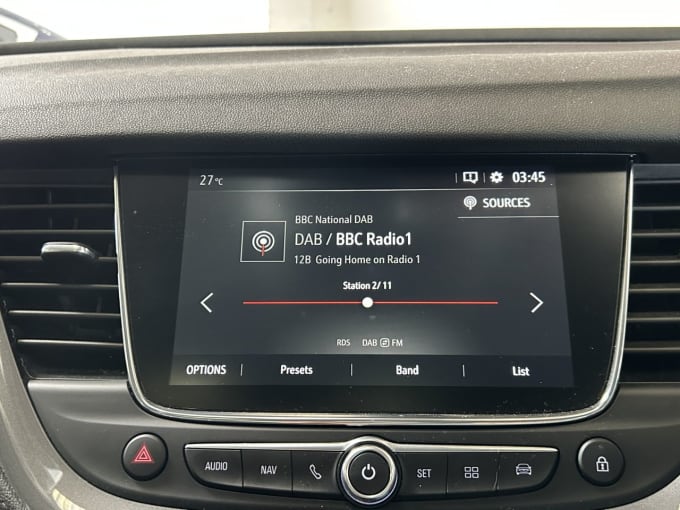 27°C
03:45
SOURCES
BBC National DAB
DAB / BBC Radio1
12B Going Home on Radio 1
Station 2/ 11
RDS DAB FM
OPTIONS Presets Band List
AUDIO NAV SET